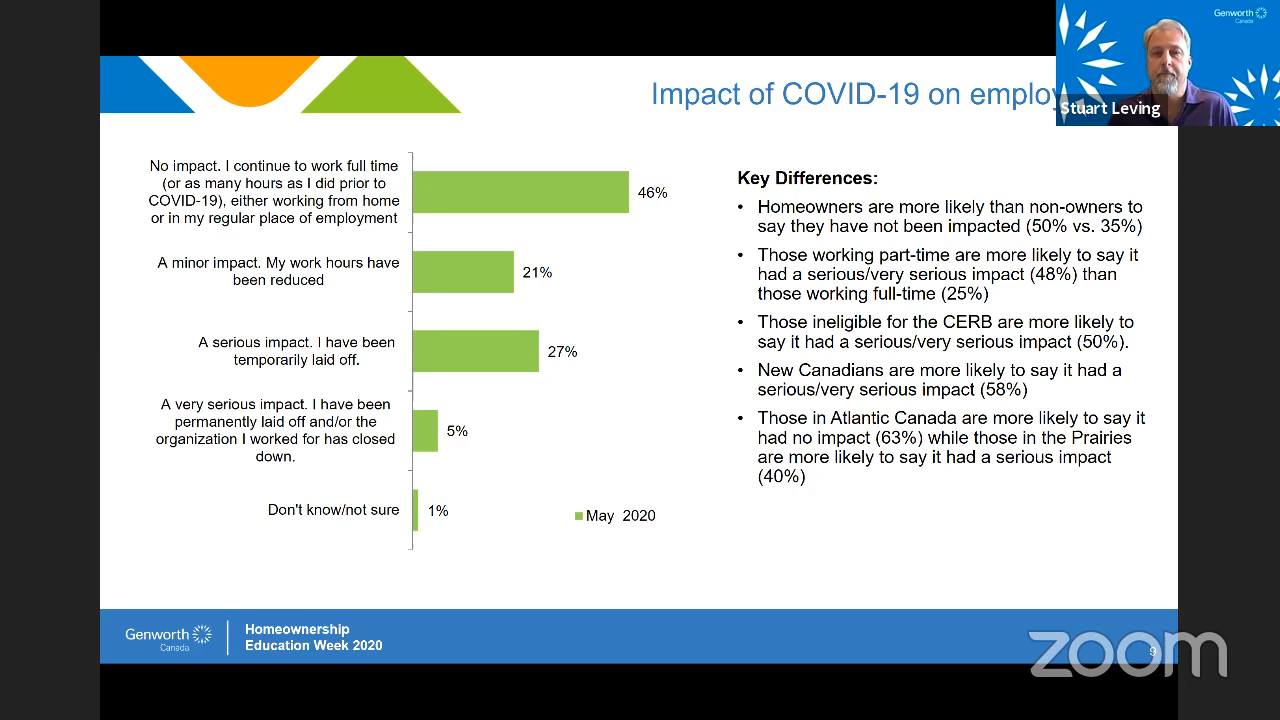 Genworth
Canada
Impact of COVID-19 on
Stuart Leving
No impact. I continue to work full time
(or as many hours as I did prior to
COVID-19), either working from home
or in my regular place of employment
46%
A minor impact. My work hours have
been reduced
21%
A serious impact. I have been
temporarily laid off.
27%
A very serious impact. I have been
permanently laid off and/or the
organization I worked for has closed
down.
5%
Don't know/not sure
1%
May 2020
Key Differences:
• Homeowners are more likely than non-owners to
say they have not been impacted (50% vs. 35%)
• Those working part-time are more likely to say it
had a serious/very serious impact (48%) than
those working full-time (25%)
• Those ineligible for the CERB are more likely to
say it had a serious/very serious impact (50%).
• New Canadians are more likely to say it had a
serious/very serious impact (58%)
• Those in Atlantic Canada are more likely to say it
had no impact (63%) while those in the Prairies
are more likely to say it had a serious impact
(40%)
Genworth
Canada
Homeownership
Education Week 2020
9
zoom